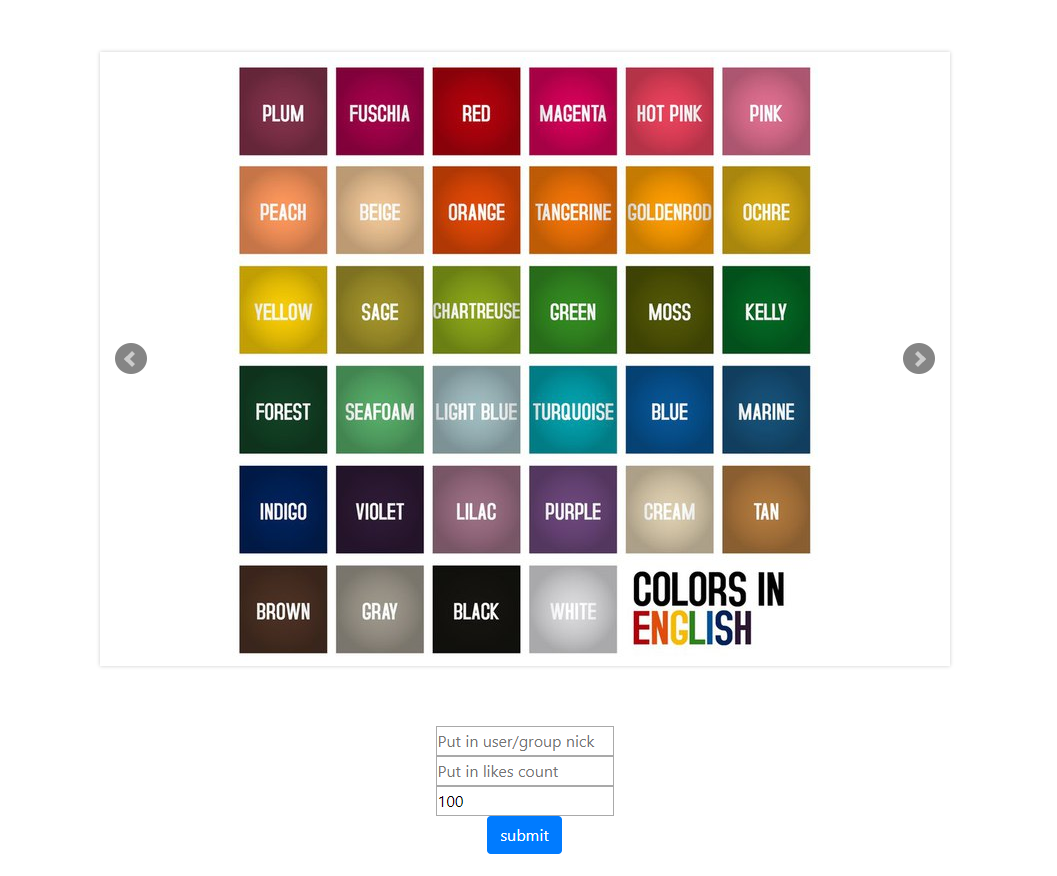 PLUM FUSCHIA RED MAGENTA HOT PINK PINK
PEACH BEIGE ORANGE TANGERINE GOLDENROD OCHRE
YELLOW SAGE CHARTREUSE GREEN MOSS KELLY
FOREST SEAFOAM LIGHT BLUE TURQUOISE BLUE MARINE
INDIGO VIOLET LILAC PURPLE CREAM TAN
BROWN GRAY BLACK WHITE
COLORS IN
ENGLISH
Put in user/group nick
Put in likes count
100
submit